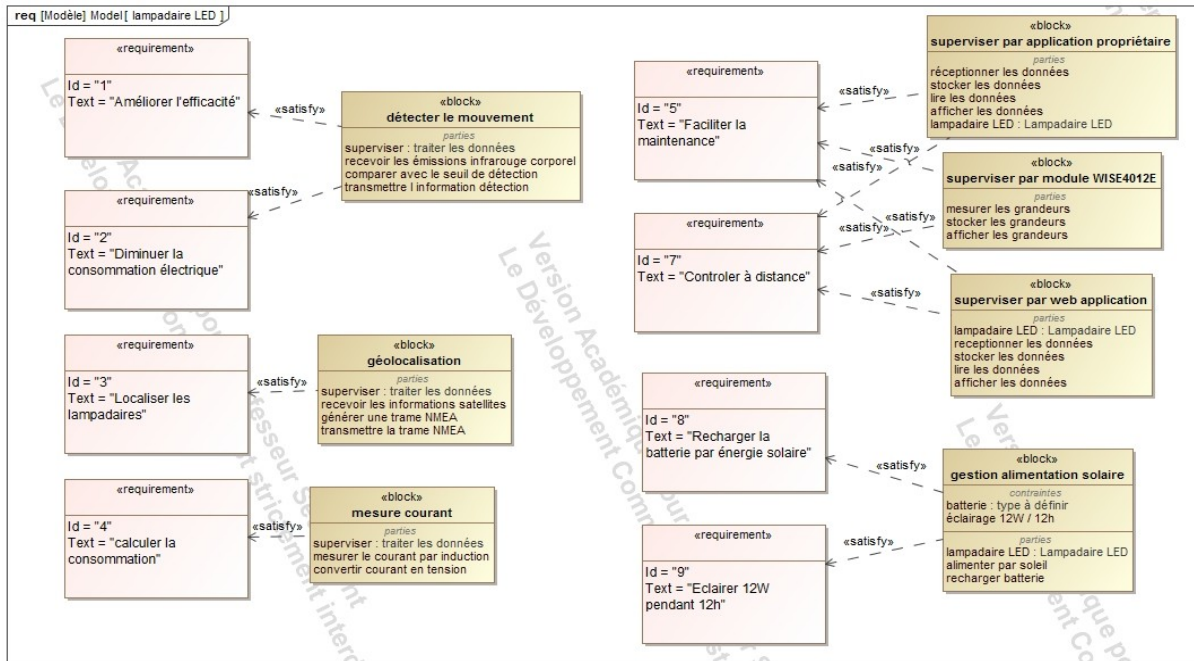 req [Modèle] Model [ lampadaire LED ]
«requirement»
Id = "1"
Text = "Améliorer l'efficacité"
«satisfy»
«block»
détecter le mouvement
parties
superviser : traiter les données
recevoir les émissions infrarouge corporel
comparer avec le seuil de détection
transmettre l information détection
«satisfy»
«requirement»
Id = "2"
Text = "Diminuer la
consommation électrique"
«requirement»
Id = "3"
Text = "Localiser les
lampadaires"
«satisfy»
«block»
géolocalisation
parties
superviser : traiter les données
recevoir les informations satellites
générer une trame NMEA
transmettre la trame NMEA
«requirement»
Id = "4"
Text = "calculer la
consommation"
«satisfy»
«block»
mesure courant
parties
superviser : traiter les données
mesurer le courant par induction
convertir courant en tension
«requirement»
Id = "5"
Text = "Faciliter la
maintenance"
«satisfy»
«block»
superviser par application propriétaire
parties
réceptionner les données
stocker les données
lire les données
afficher les données
lampadaire LED : Lampadaire LED
«satisfy»
«satisfy»
«block»
superviser par module WISE4012E
parties
mesurer les grandeurs
stocker les grandeurs
afficher les grandeurs
«requirement»
Id = "7"
Text = "Controler à distance"
«satisfy»
«satisfy»
«satisfy»
«block»
superviser par web application
parties
lampadaire LED : Lampadaire LED
receptionner les données
stocker les données
lire les données
afficher les données
«requirement»
Id = "8"
Text = "Recharger la
batterie par énergie solaire"
«satisfy»
«block»
gestion alimentation solaire
contraintes
batterie : type à définir
éclairage 12W / 12h
parties
lampadaire LED : Lampadaire LED
alimenter par soleil
recharger batterie
«requirement»
Id = "9"
Text = "Eclairer 12W
pendant 12h"
«satisfy»
Version Académique pour
Le Développement Comm